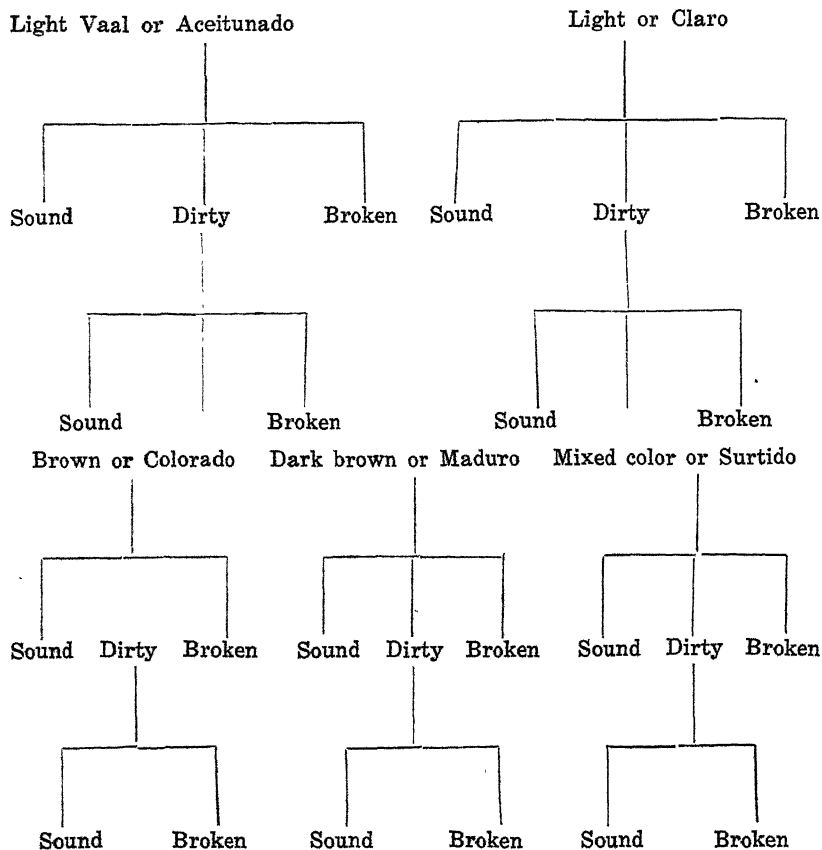 Light Vaal or Aceitunado Light or Claro
Sound Dirty Broken Sound Dirty Broken
Sound Broken Sound Broken
Brown or Colorado Dark brown or Maduro Mixed color or Surtido
Sound Dirty Broken Sound Dirty Broken Sound Dirty Broken
Sound Broken Sound Broken Sound Broken